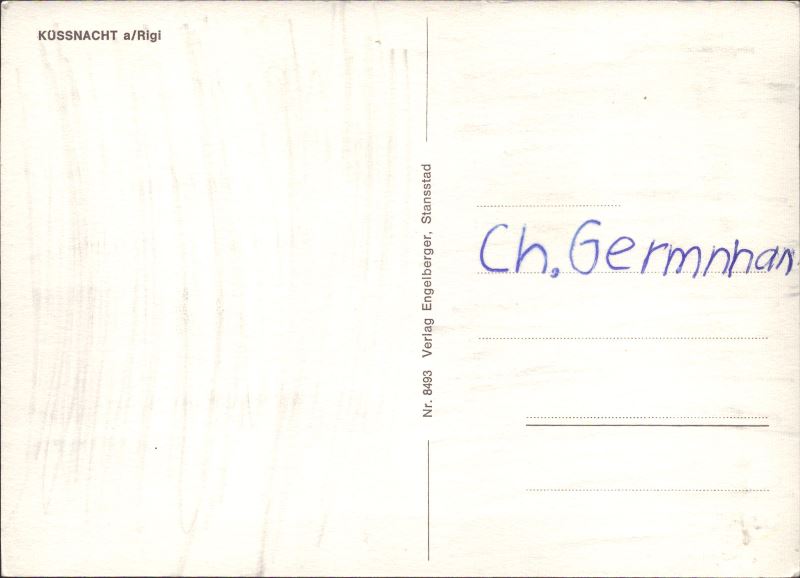 KÜSSNACHT a/Rigi
Nr. 8493 Verlag Engelberger, Stansstad
Ch. Germnhan